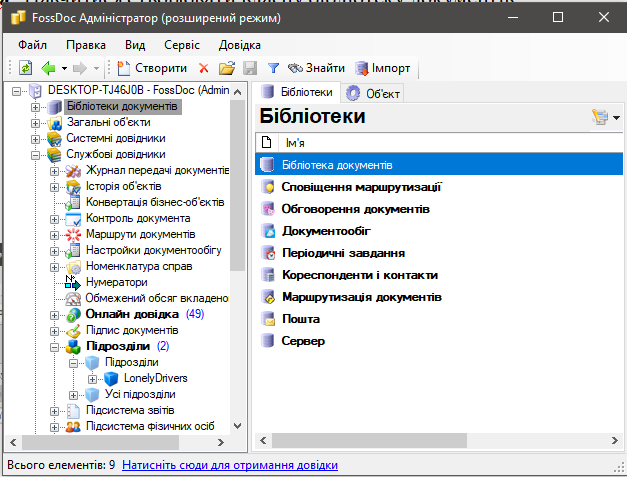 FossDoc Адміністратор (розширений режим)
Файл Правка Вид Сервіс Довідка
Створити Знайти Імпорт
DESKTOP-TJ46J0B - FossDoc (Admin
Бібліотеки документів
Загальні об'єкти
Системні довідники
Службові довідники
Журнал передачі документів
Історія об'єктів
Конвертація бізнес-об'єктів
Контроль документа
Маршрути документів
Настройки документообігу
Номенклатура справ
Нумератори
Обмежений обсяг вкладено
Онлайн довідка (49)
Підпис документів
Підрозділи (2)
Підрозділи
LonelyDrivers
Усі підрозділи
Підсистема звітів
Підсистема фізичних осіб
Бібліотеки Об'єкт
Бібліотеки
Ім'я
Бібліотека документів
Сповіщення маршрутизації
Обговорення документів
Документообіг
Періодичні завдання
Кореспонденти і контакти
Маршрутизація документів
Пошта
Сервер
Всього елементів: 9 Натисніть сюди для отримання довідки